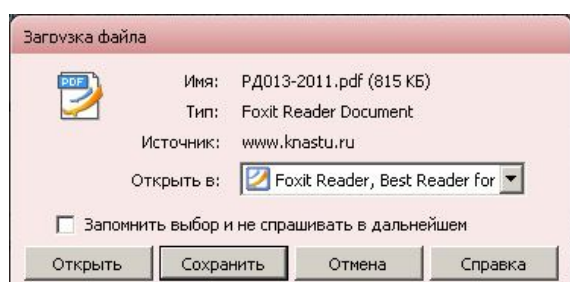 Загрузка файла
PDF
Имя: РД013-2011.pdf (815 КБ)
Тип: Foxit Reader Document
Источник: www.knastu.ru
Открыть в: Foxit Reader, Best Reader for
Запомнить выбор и не спрашивать в дальнейшем
Открыть Сохранить Отмена Справка